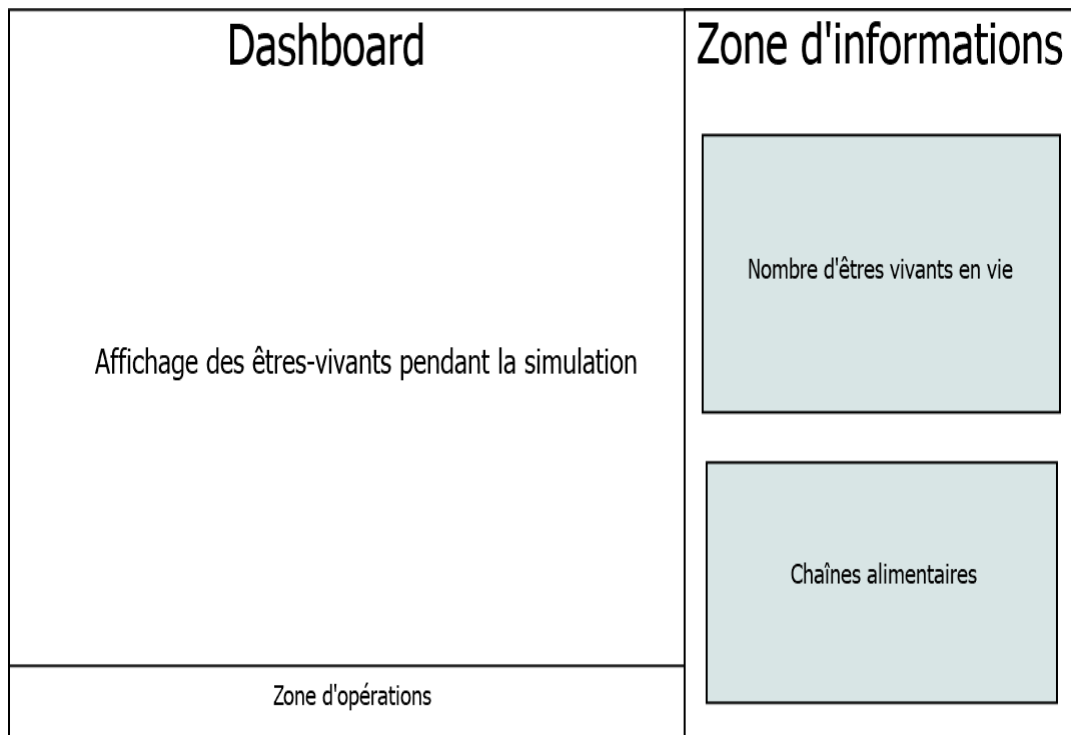 Dashboard
Zone d'informations
Nombre d'êtres vivants en vie
Affichage des êtres-vivants pendant la simulation
Chaînes alimentaires
Zone d'opérations